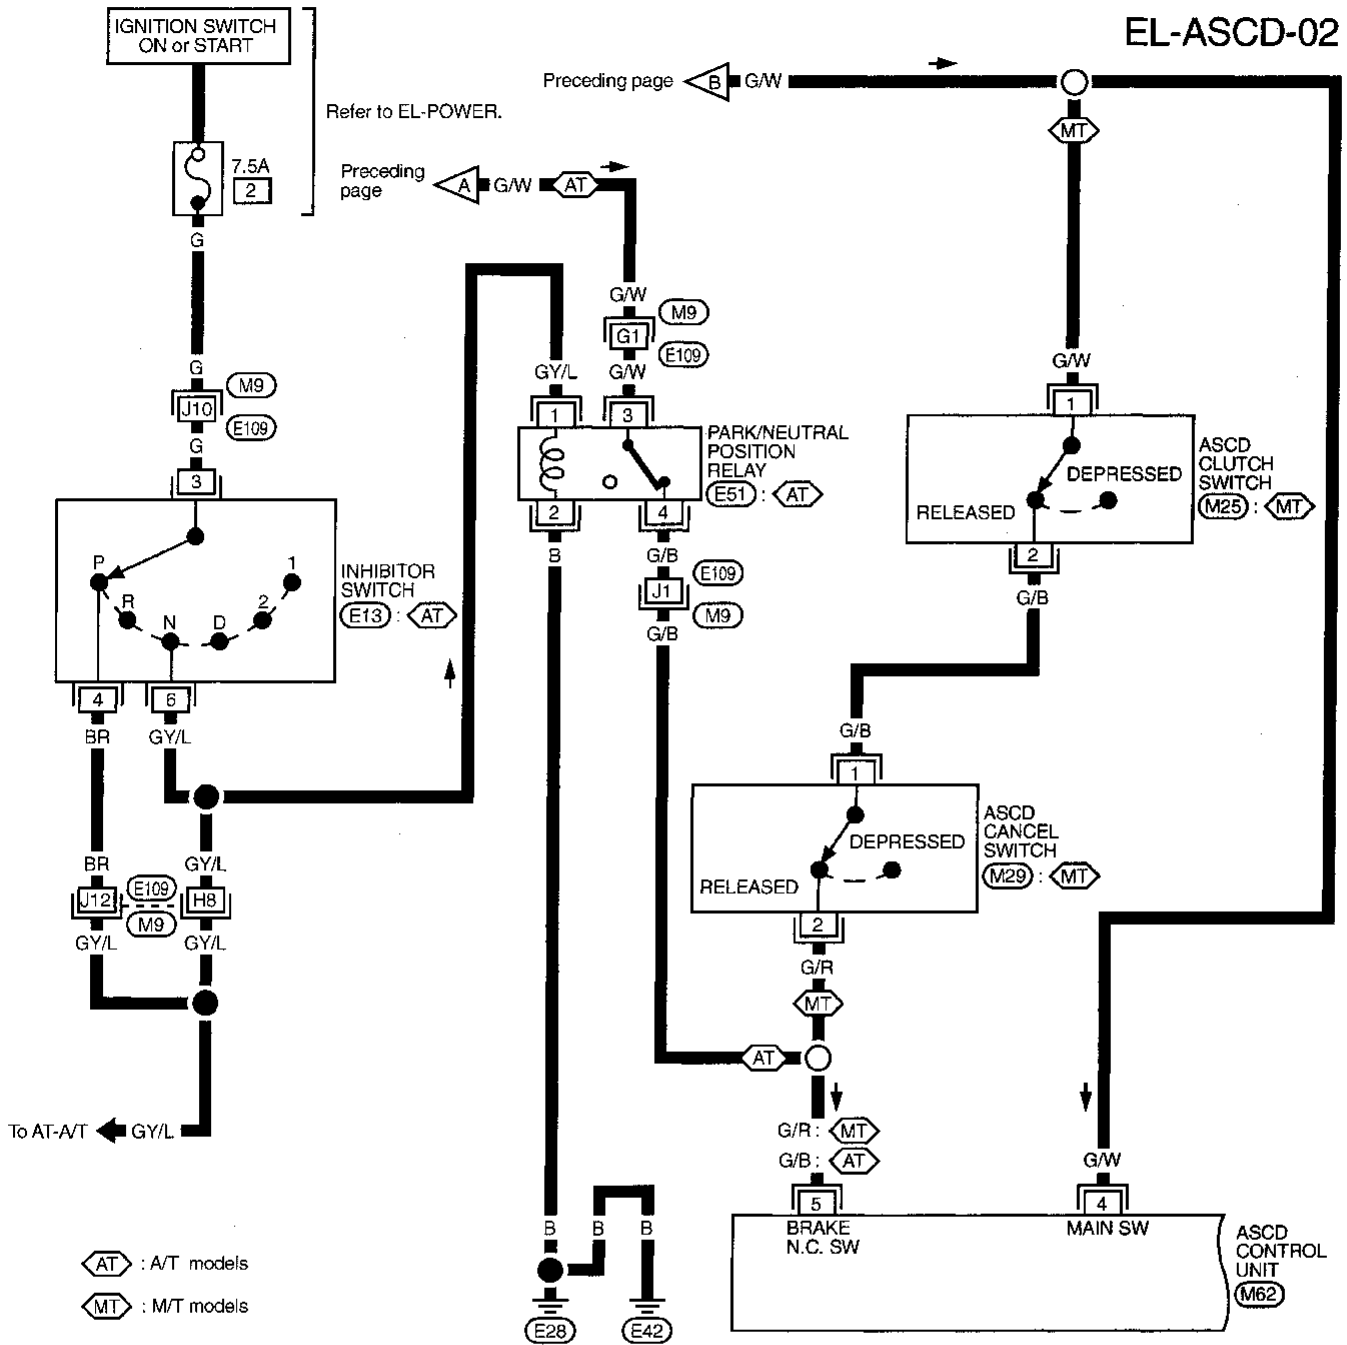 EL-ASCD-02
IGNITION SWITCH
ON or START
Refer to EL-POWER.
7.5A
2
G
G
J10
M9
E109
G
3
Preceding page
B
G/W
MT
Preceding
page
A
G/W
AT
G/W
G1
M9
E109
G/W
GY/L
1
3
PARK/NEUTRAL
POSITION
RELAY
E51 : AT
2
4
B
G/B
J1
E109
M9
G/B
G/W
1
DEPRESSED
RELEASED
ASCD
CLUTCH
SWITCH
M25 : MT
2
G/B
P
R
N
D
2
1
INHIBITOR
SWITCH
E13 : AT
4
6
BR
GY/L
BR
GY/L
J12
E109
M9
H8
GY/L
GY/L
To AT-A/T
GY/L
G/B
1
DEPRESSED
RELEASED
ASCD
CANCEL
SWITCH
M29 : MT
2
G/R
MT
AT
G/R : MT
G/B : AT
G/W
5
4
BRAKE
N.C. SW
MAIN SW
ASCD
CONTROL
UNIT
M62
B
B
B
E28
E42
AT : A/T models
MT : M/T models